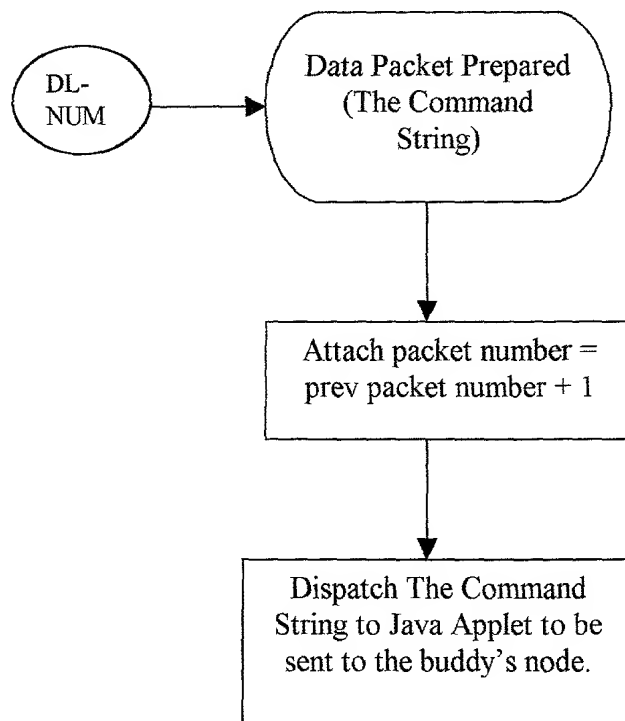 DL-
NUM
Data Packet Prepared
(The Command
String)
Attach packet number =
prev packet number + 1
Dispatch The Command
String to Java Applet to be
sent to the buddy's node.